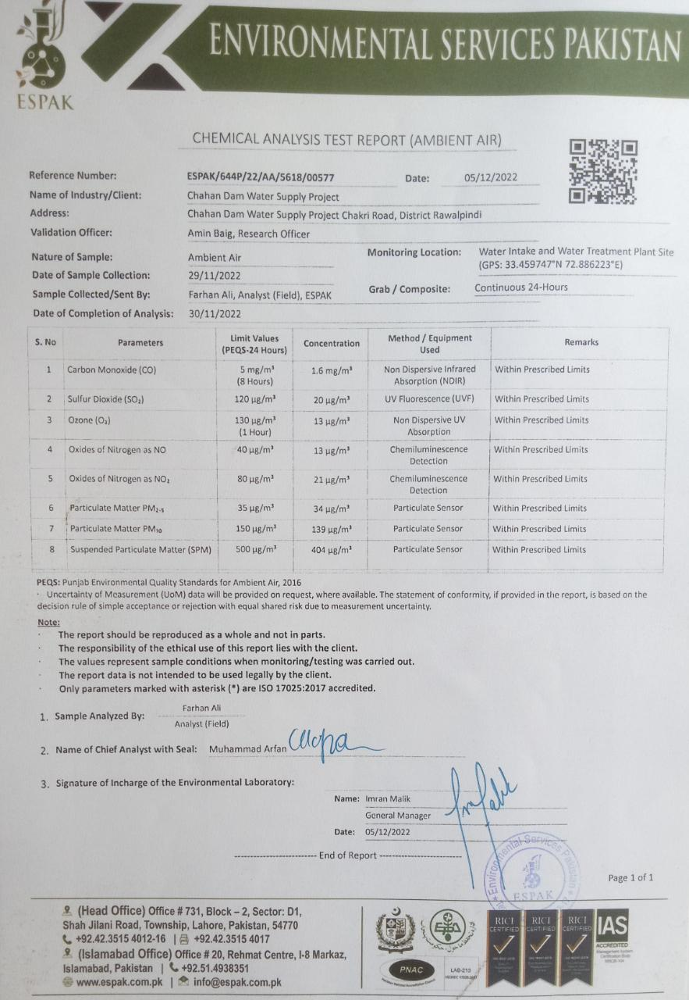 ENVIRONMENTAL SERVICES PAKISTAN
ESPAK
CHEMICAL ANALYSIS TEST REPORT (AMBIENT AIR)
Reference Number: ESPAK/644P/22/AA/5618/00577 Date: 05/12/2022
Name of Industry/Client: Chahan Dam Water Supply Project
Address: Chahan Dam Water Supply Project Chakri Road, District Rawalpindi
Validation Officer: Amin Baig, Research Officer
Nature of Sample: Ambient Air Monitoring Location: Water Intake and Water Treatment Plant Site
(GPS: 33.459747°N 72.886223°E)
Date of Sample Collection: 29/11/2022
Sample Collected/Sent By: Farhan Ali, Analyst (Field), ESPAK Grab / Composite: Continuous 24-Hours
Date of Completion of Analysis: 30/11/2022
S. No Parameters Limit Values (PEQS-24 Hours) Concentration Method / Equipment Used Remarks
1 Carbon Monoxide (CO) 5 mg/m³ (8 Hours) 1.6 mg/m³ Non Dispersive Infrared Absorption (NDIR) Within Prescribed Limits
2 Sulfur Dioxide (SO₂) 120 µg/m³ 20 µg/m³ UV Fluorescence (UVF) Within Prescribed Limits
3 Ozone (O₃) 130 µg/m³ (1 Hour) 13 µg/m³ Non Dispersive UV Absorption Within Prescribed Limits
4 Oxides of Nitrogen as NO 40 µg/m³ 13 µg/m³ Chemiluminescence Detection Within Prescribed Limits
5 Oxides of Nitrogen as NO₂ 80 µg/m³ 21 µg/m³ Chemiluminescence Detection Within Prescribed Limits
6 Particulate Matter PM₂.₅ 35 µg/m³ 34 µg/m³ Particulate Sensor Within Prescribed Limits
7 Particulate Matter PM₁₀ 150 µg/m³ 139 µg/m³ Particulate Sensor Within Prescribed Limits
8 Suspended Particulate Matter (SPM) 500 µg/m³ 404 µg/m³ Particulate Sensor Within Prescribed Limits
PEQS: Punjab Environmental Quality Standards for Ambient Air, 2016
· Uncertainty of Measurement (UoM) data will be provided on request, where available. The statement of conformity, if provided in the report, is based on the
decision rule of simple acceptance or rejection with equal shared risk due to measurement uncertainty.
Note:
· The report should be reproduced as a whole and not in parts.
· The responsibility of the ethical use of this report lies with the client.
· The values represent sample conditions when monitoring/testing was carried out.
· The report data is not intended to be used legally by the client.
· Only parameters marked with asterisk (*) are ISO 17025:2017 accredited.
1. Sample Analyzed By: Farhan Ali
Analyst (Field)
2. Name of Chief Analyst with Seal: Muhammad Arfan
3. Signature of Incharge of the Environmental Laboratory:
Name: Imran Malik
General Manager
Date: 05/12/2022
End of Report
Environmental Services Pakistan
ESPAK
Page 1 of 1
(Head Office) Office # 731, Block – 2, Sector: D1,
Shah Jilani Road, Township, Lahore, Pakistan, 54770
+92.42.3515 4012-16 | +92.42.3515 4017
(Islamabad Office) Office # 20, Rehmat Centre, I-8 Markaz,
Islamabad, Pakistan | +92.51.4938351
www.espak.com.pk | info@espak.com.pk
PNAC
LAB-213
RICI CERTIFIED
RICI CERTIFIED
RICI CERTIFIED
IAS
ACCREDITED